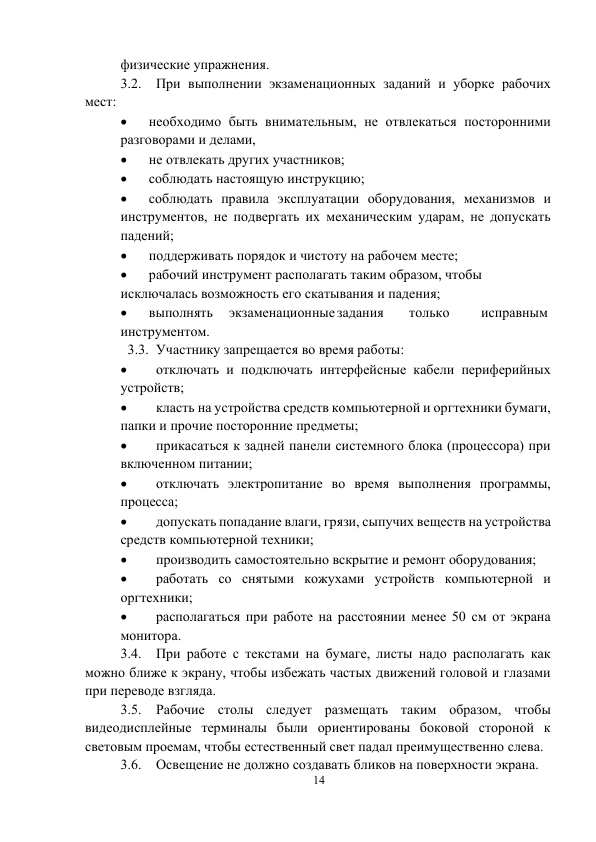 физические упражнения.
3.2. При выполнении экзаменационных заданий и уборке рабочих
мест:
• необходимо быть внимательным, не отвлекаться посторонними
разговорами и делами,
• не отвлекать других участников;
• соблюдать настоящую инструкцию;
• соблюдать правила эксплуатации оборудования, механизмов и
инструментов, не подвергать их механическим ударам, не допускать
падений;
• поддерживать порядок и чистоту на рабочем месте;
• рабочий инструмент располагать таким образом, чтобы
исключалась возможность его скатывания и падения;
• выполнять экзаменационные задания только исправным
инструментом.
3.3. Участнику запрещается во время работы:
• отключать и подключать интерфейсные кабели периферийных
устройств;
• класть на устройства средств компьютерной и оргтехники бумаги,
папки и прочие посторонние предметы;
• прикасаться к задней панели системного блока (процессора) при
включенном питании;
• отключать электропитание во время выполнения программы,
процесса;
• допускать попадание влаги, грязи, сыпучих веществ на устройства
средств компьютерной техники;
• производить самостоятельно вскрытие и ремонт оборудования;
• работать со снятыми кожухами устройств компьютерной и
оргтехники;
• располагаться при работе на расстоянии менее 50 см от экрана
монитора.
3.4. При работе с текстами на бумаге, листы надо располагать как
можно ближе к экрану, чтобы избежать частых движений головой и глазами
при переводе взгляда.
3.5. Рабочие столы следует размещать таким образом, чтобы
видеодисплейные терминалы были ориентированы боковой стороной к
световым проемам, чтобы естественный свет падал преимущественно слева.
3.6. Освещение не должно создавать бликов на поверхности экрана.
14